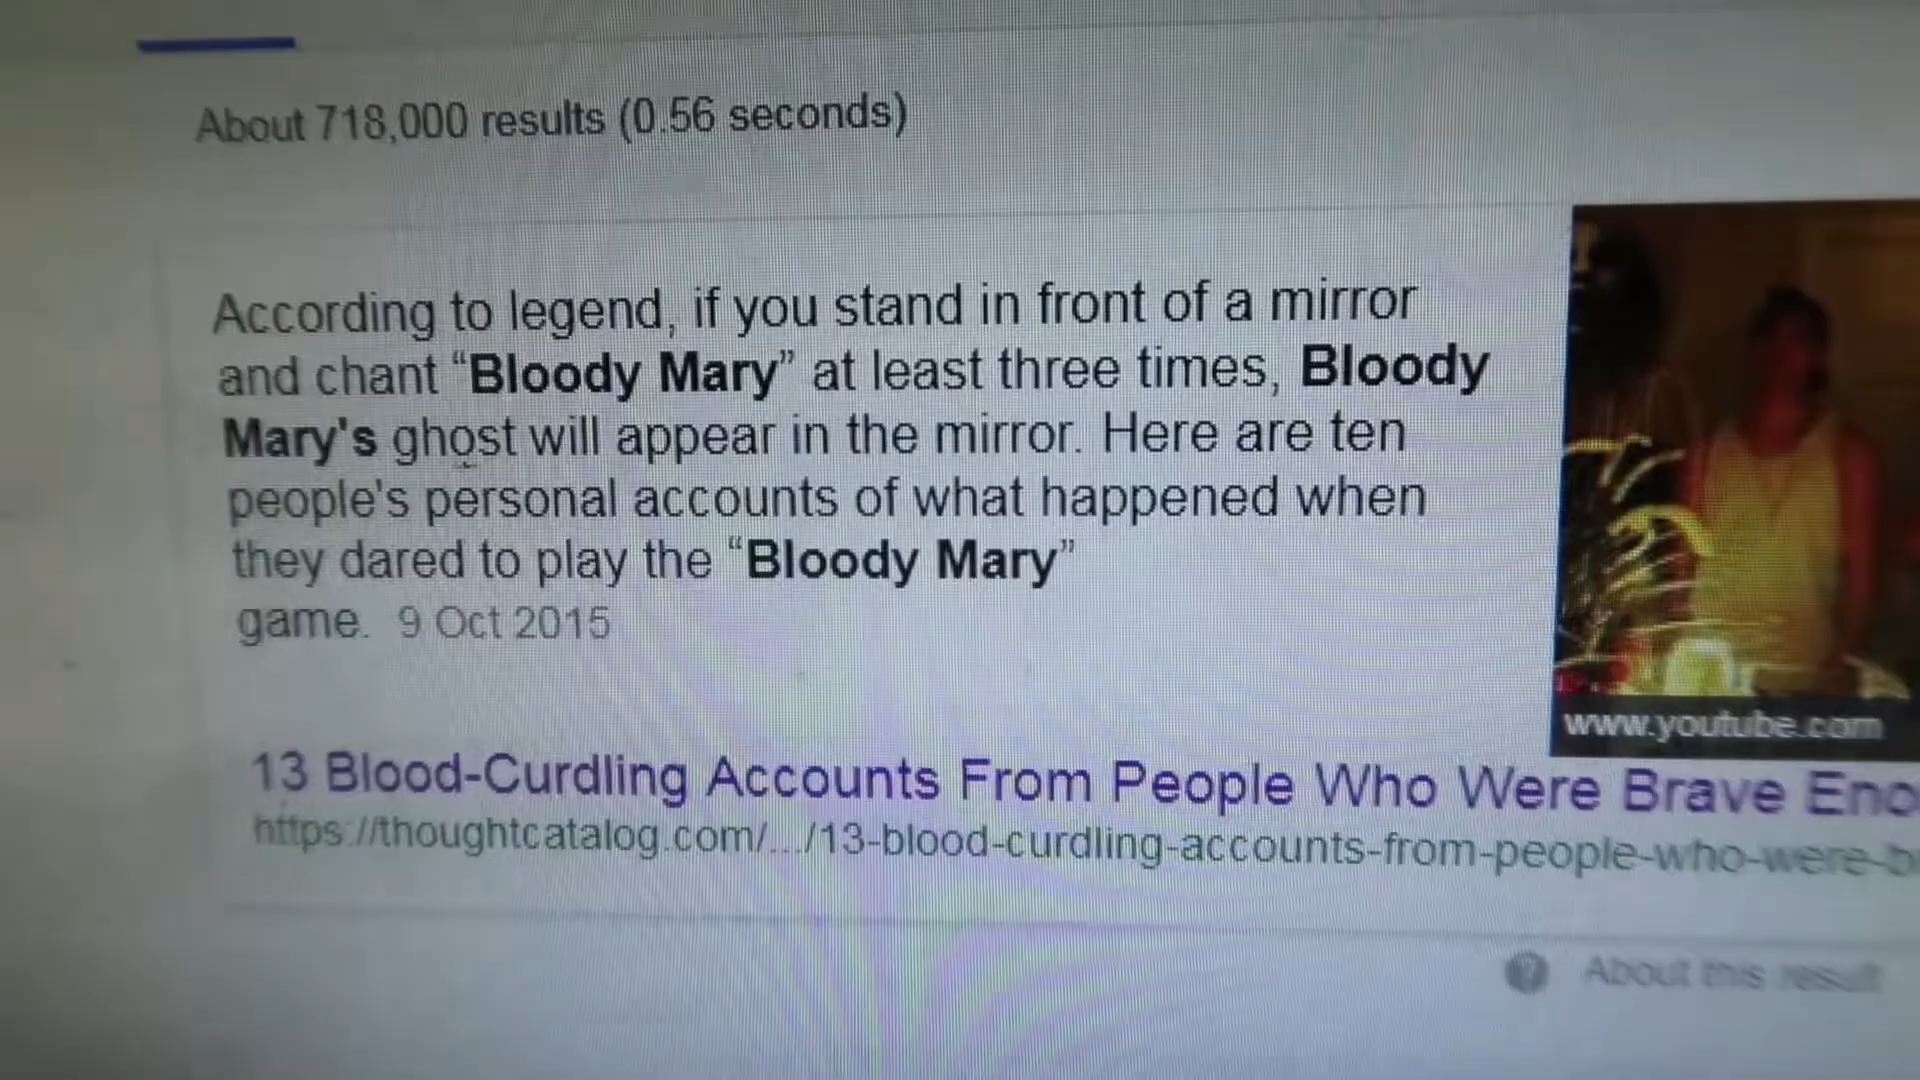 About 718,000 results (0.56 seconds)
According to legend, if you stand in front of a mirror
and chant “Bloody Mary” at least three times, Bloody
Mary's ghost will appear in the mirror. Here are ten
people's personal accounts of what happened when
they dared to play the “Bloody Mary”
game. 9 Oct 2015
www.youtube.com
13 Blood-Curdling Accounts From People Who Were Brave Eno
https://thoughtcatalog.com/.../13-blood-curdling-accounts-from-people-who-were-b
About this result